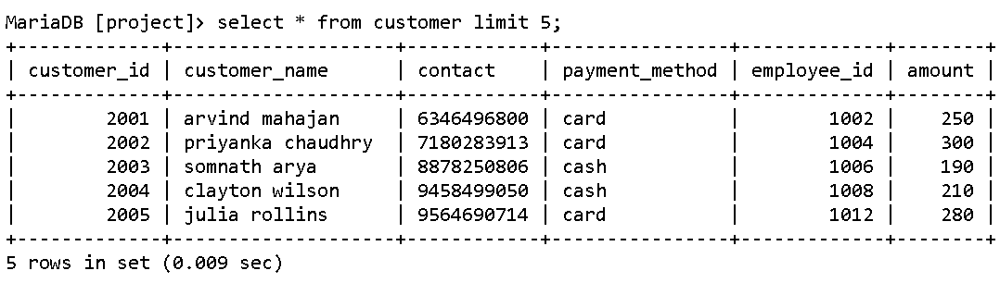 MariaDB [project]> select * from customer limit 5;
+-------------+-------------------+------------+----------------+-------------+--------+
| customer_id | customer_name     | contact    | payment_method | employee_id | amount |
+-------------+-------------------+------------+----------------+-------------+--------+
|        2001 | arvind mahajan    | 6346496800 | card           |        1002 |    250 |
|        2002 | priyanka chaudhry | 7180283913 | card           |        1004 |    300 |
|        2003 | somnath arya      | 8878250806 | cash           |        1006 |    190 |
|        2004 | clayton wilson    | 9458499050 | cash           |        1008 |    210 |
|        2005 | julia rollins     | 9564690714 | card           |        1012 |    280 |
+-------------+-------------------+------------+----------------+-------------+--------+
5 rows in set (0.009 sec)